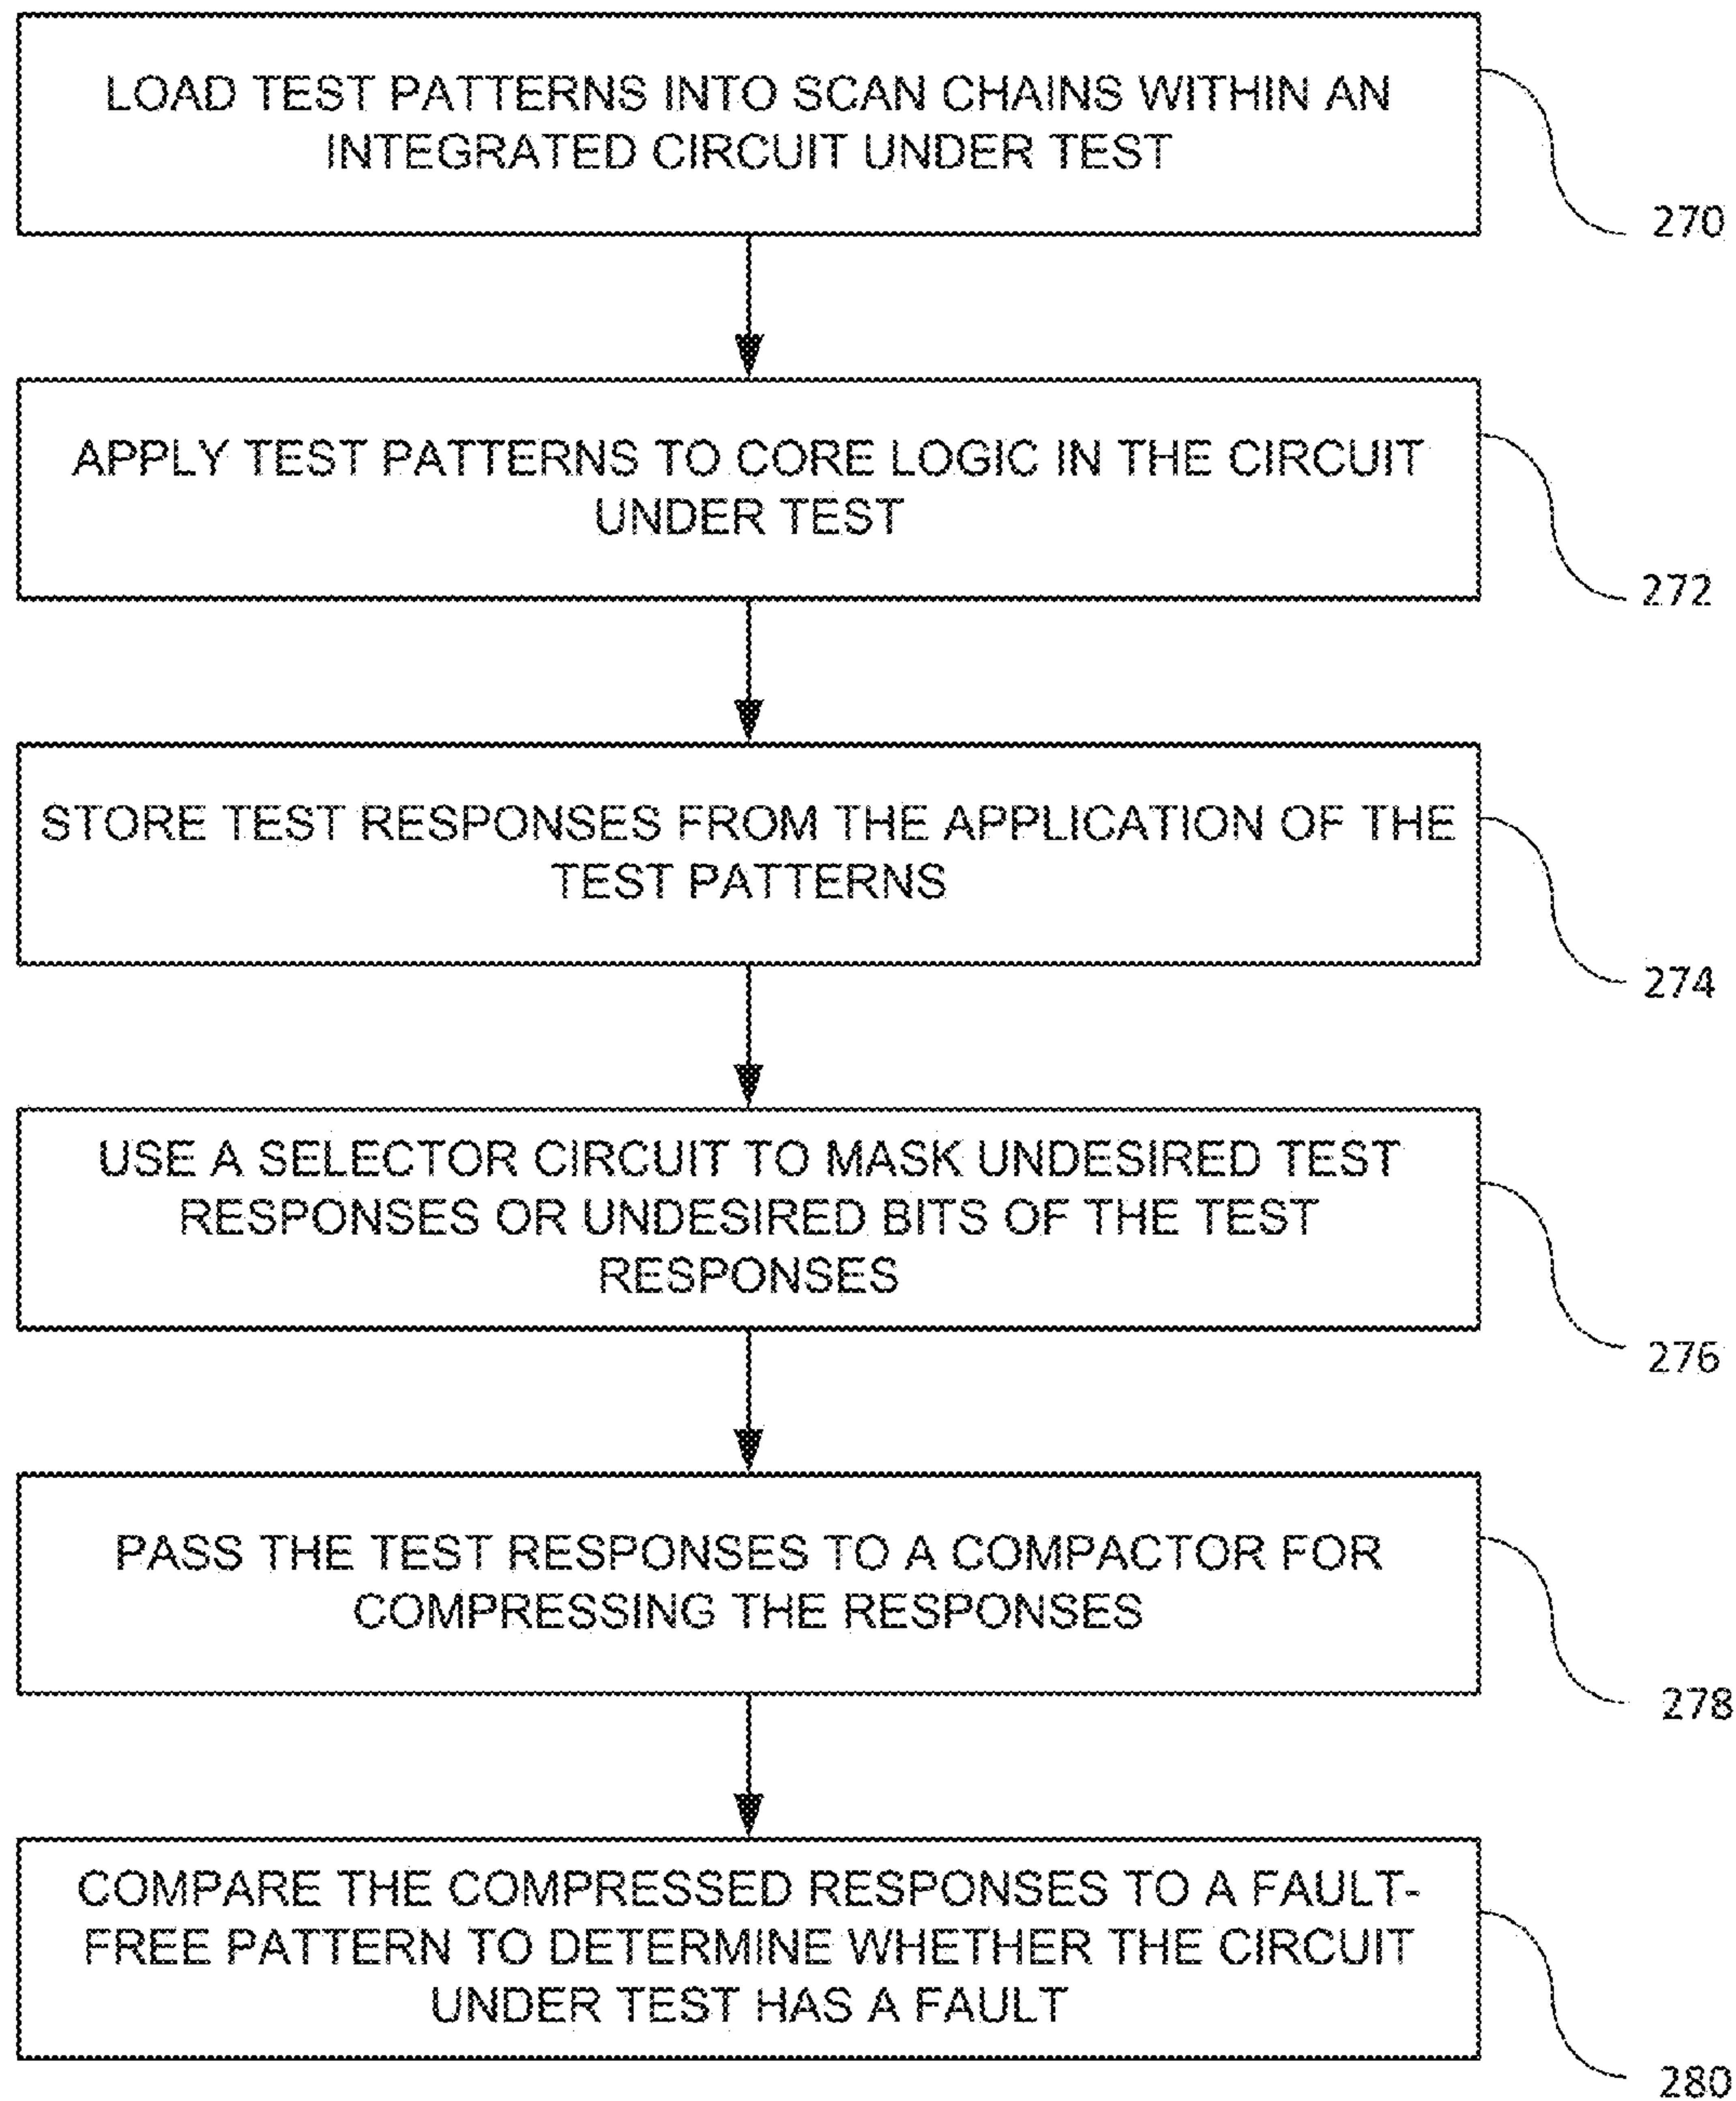 LOAD TEST PATTERNS INTO SCAN CHAINS WITHIN AN
INTEGRATED CIRCUIT UNDER TEST
270
APPLY TEST PATTERNS TO CORE LOGIC IN THE CIRCUIT
UNDER TEST
272
STORE TEST RESPONSES FROM THE APPLICATION OF THE
TEST PATTERNS
274
USE A SELECTOR CIRCUIT TO MASK UNDESIRED TEST
RESPONSES OR UNDESIRED BITS OF THE TEST
RESPONSES
276
PASS THE TEST RESPONSES TO A COMPACTOR FOR
COMPRESSING THE RESPONSES
278
COMPARE THE COMPRESSED RESPONSES TO A FAULT-
FREE PATTERN TO DETERMINE WHETHER THE CIRCUIT
UNDER TEST HAS A FAULT
280